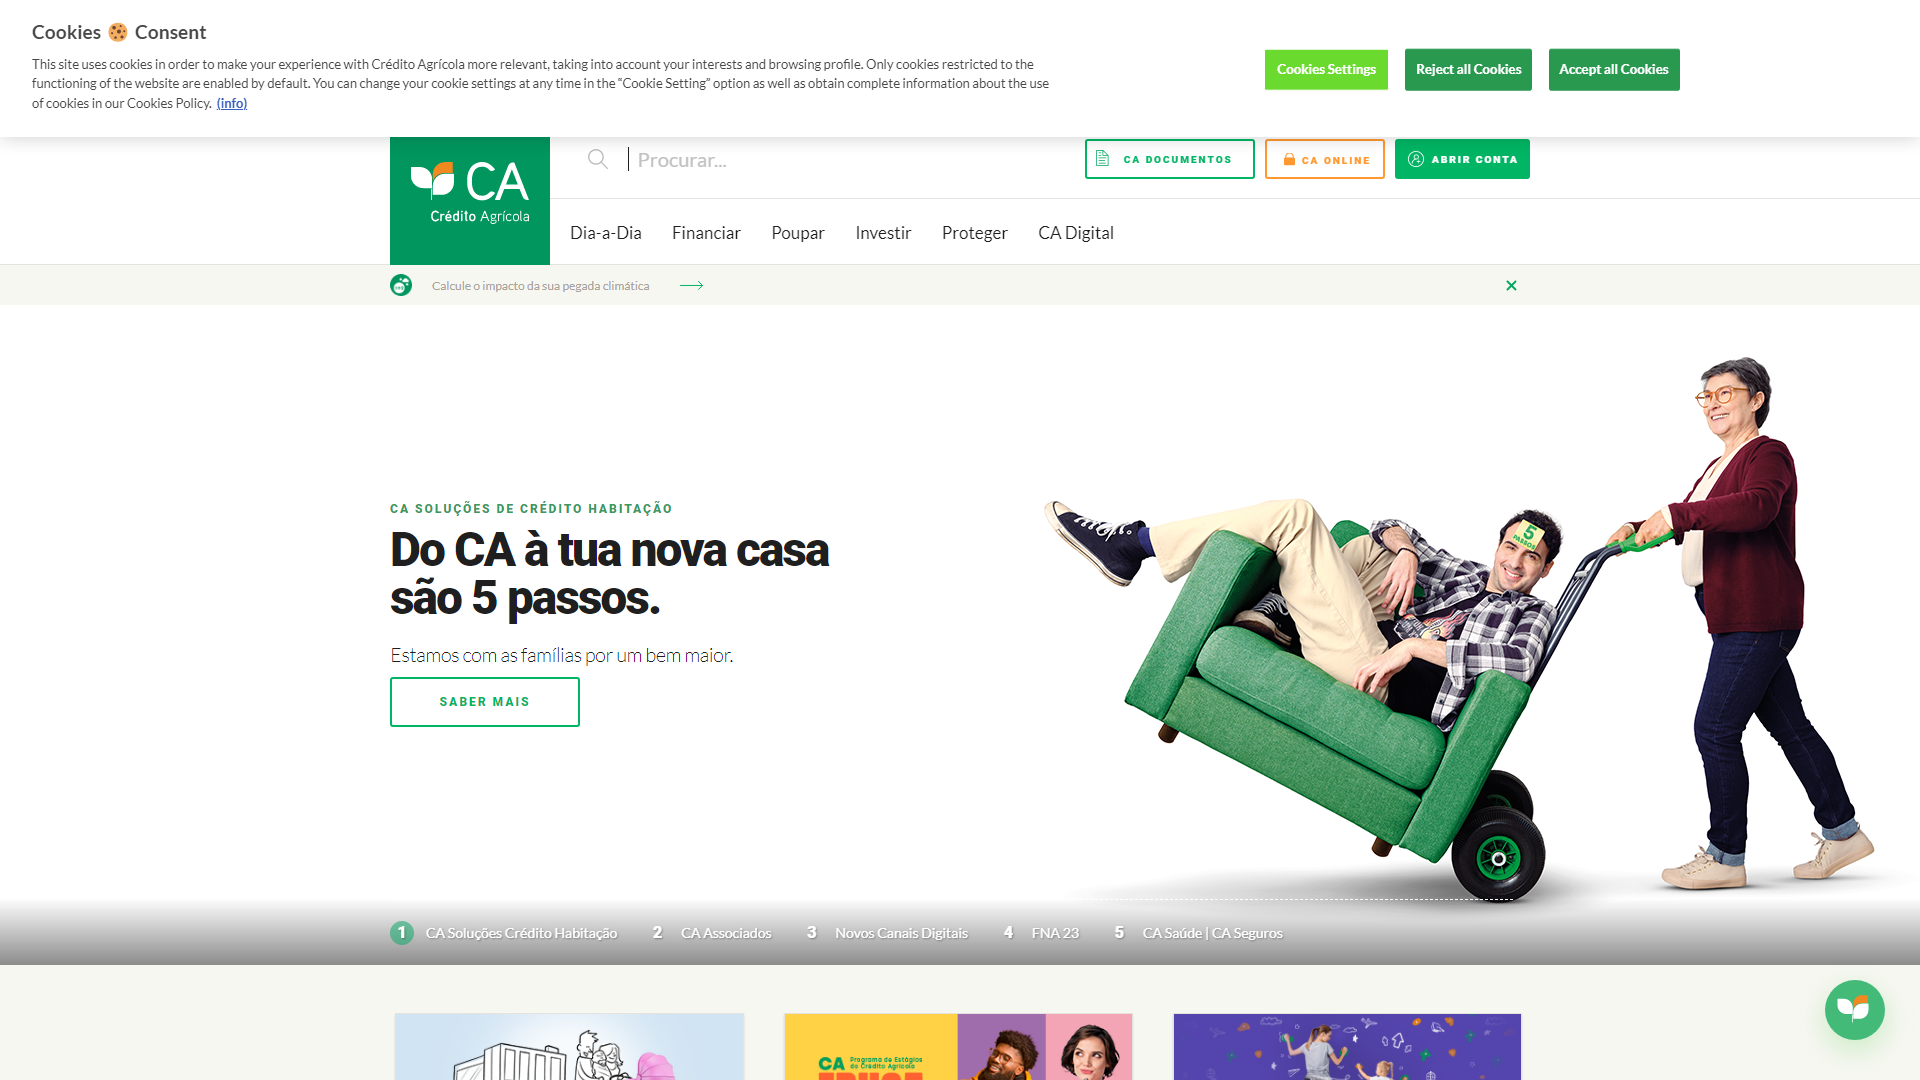 Cookies 🍪 Consent
This site uses cookies in order to make your experience with Crédito Agrícola more relevant, taking into account your interests and browsing profile. Only cookies restricted to the
functioning of the website are enabled by default. You can change your cookie settings at any time in the “Cookie Setting” option as well as obtain complete information about the use
of cookies in our Cookies Policy. (info)
Cookies Settings
Reject all Cookies
Accept all Cookies
CA
Crédito Agrícola
Procurar...
CA DOCUMENTOS
CA ONLINE
ABRIR CONTA
Dia-a-Dia
Financiar
Poupar
Investir
Proteger
CA Digital
Calcule o impacto da sua pegada climática
CA SOLUÇÕES DE CRÉDITO HABITAÇÃO
Do CA à tua nova casa
são 5 passos.
Estamos com as famílias por um bem maior.
SABER MAIS
5
PASSOS
1 CA Soluções Crédito Habitação
2 CA Associados
3 Novos Canais Digitais
4 FNA 23
5 CA Saúde | CA Seguros
CA Programa de Estágios
do Crédito Agrícola